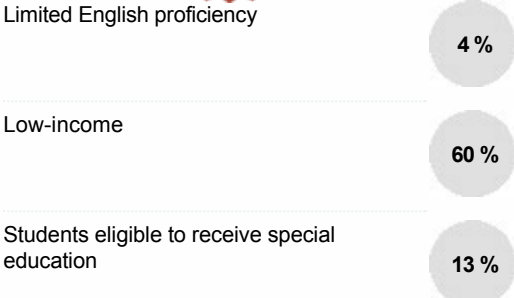 Limited English proficiency
4 %
Low-income
60 %
Students eligible to receive special
education
13 %